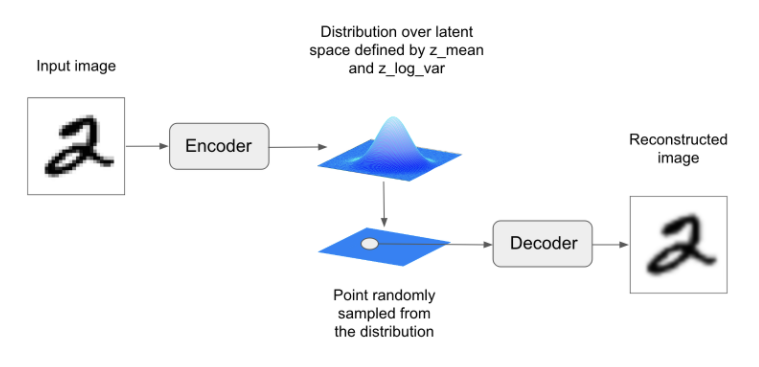 Input image
Encoder
Distribution over latent
space defined by z_mean
and z_log_var
Point randomly
sampled from
the distribution
Decoder
Reconstructed
image